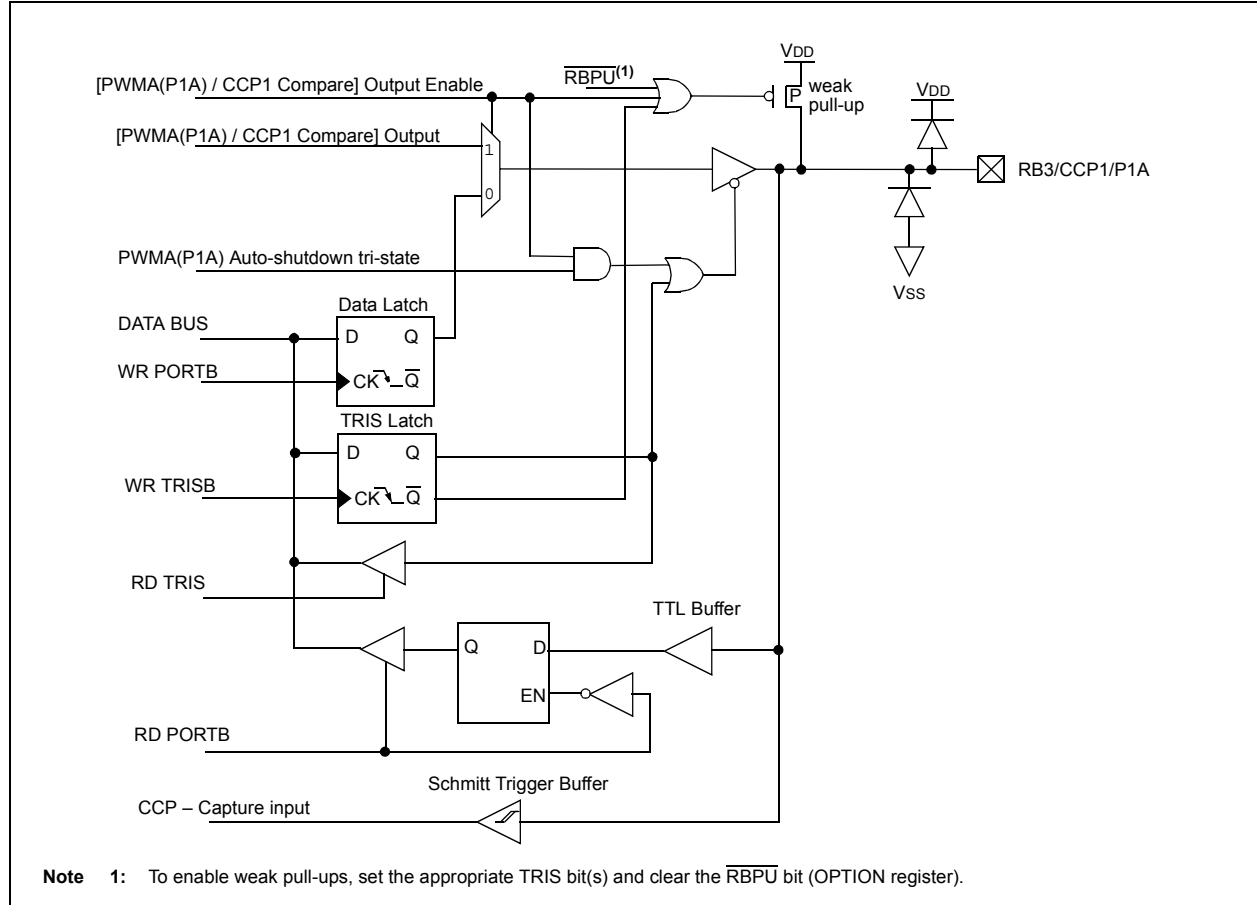 VDD
[PWMA(P1A) / CCP1 Compare] Output Enable
RBPU(1)
P
weak
pull-up
VDD
[PWMA(P1A) / CCP1 Compare] Output
1
0
RB3/CCP1/P1A
PWMA(P1A) Auto-shutdown tri-state
VSS
Data Latch
DATA BUS
D Q
WR PORTB
CK Q
TRIS Latch
D Q
WR TRISB
CK Q
RD TRIS
TTL Buffer
Q D
EN
RD PORTB
Schmitt Trigger Buffer
CCP – Capture input
Note 1: To enable weak pull-ups, set the appropriate TRIS bit(s) and clear the RBPU bit (OPTION register).